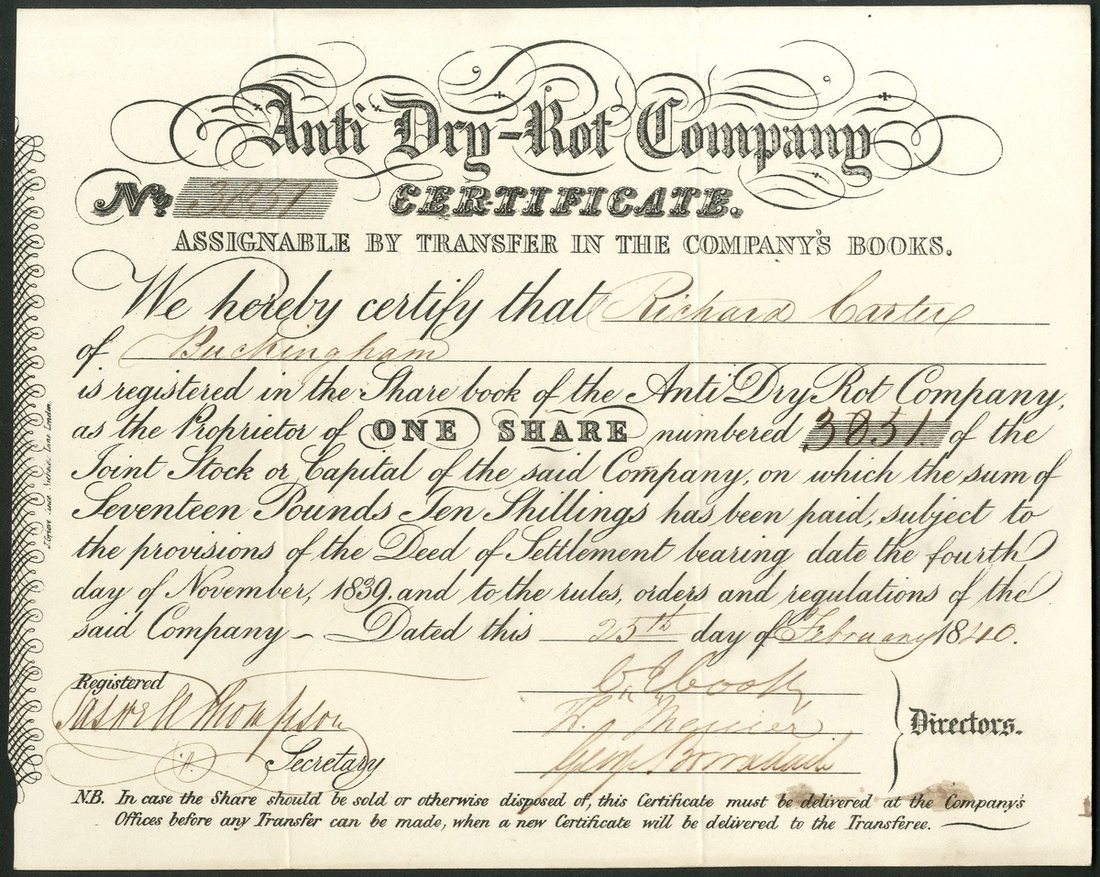 Anti Dry-Rot Company
No. 3851 CERTIFICATE.
ASSIGNABLE BY TRANSFER IN THE COMPANY'S BOOKS.
We hereby certify that Richard Carter
of Buckingham
is registered in the Share book of the Anti Dry Rot Company,
as the Proprietor of ONE SHARE numbered 3851 of the
Joint Stock or Capital of the said Company, on which the sum of
Seventeen Pounds Ten Shillings has been paid, subject to
the provisions of the Deed of Settlement bearing date the fourth
day of November, 1839, and to the rules, orders and regulations of the
said Company – Dated this 25th day of February 1840.
Registered
Thompson
Secretary
Directors.
N.B. In case the Share should be sold or otherwise disposed of, this Certificate must be delivered at the Company's
Offices before any Transfer can be made, when a new Certificate will be delivered to the Transferee.
Lane London.